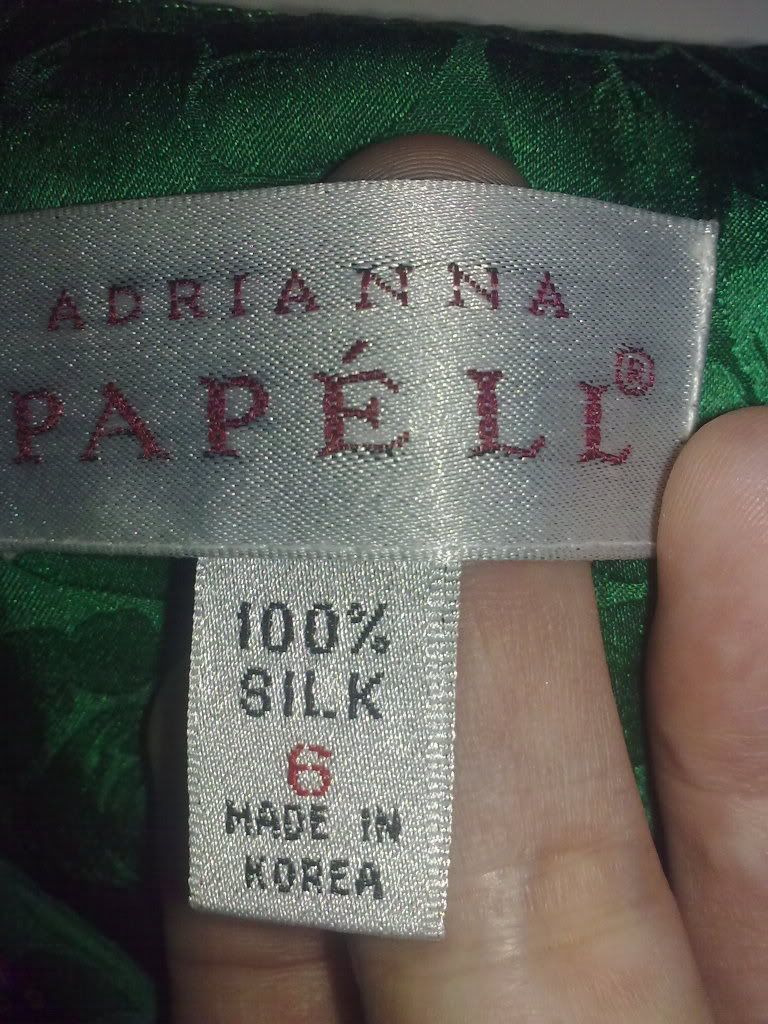 ADRIANNA
PAPÉLL®
100%
SILK
6
MADE IN
KOREA